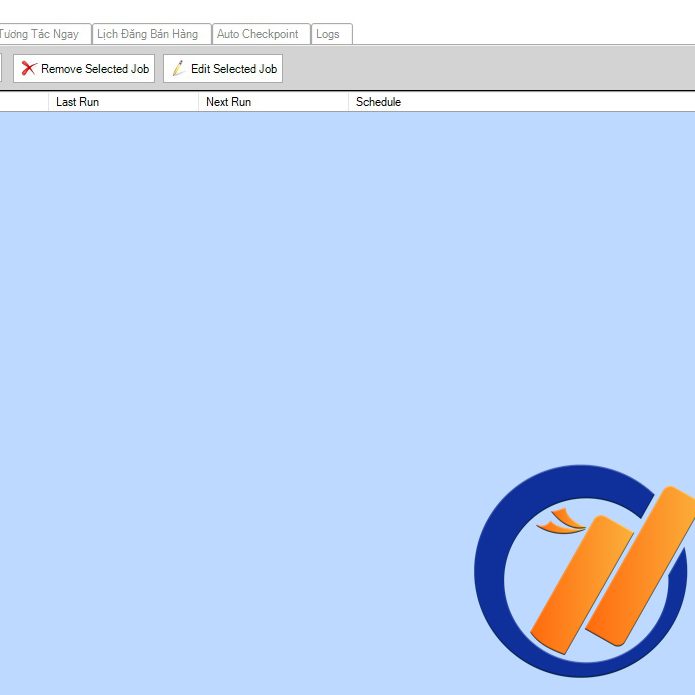 Tương Tác Ngay Lịch Đăng Bán Hàng Auto Checkpoint Logs
Remove Selected Job Edit Selected Job
Last Run Next Run Schedule